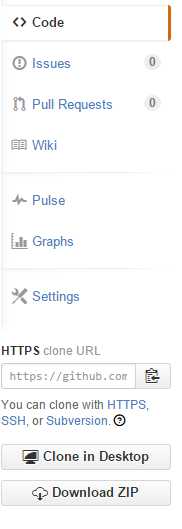 Code
Issues 0
Pull Requests 0
Wiki
Pulse
Graphs
Settings
HTTPS clone URL
https://github.com
You can clone with HTTPS,
SSH, or Subversion.
Clone in Desktop
Download ZIP